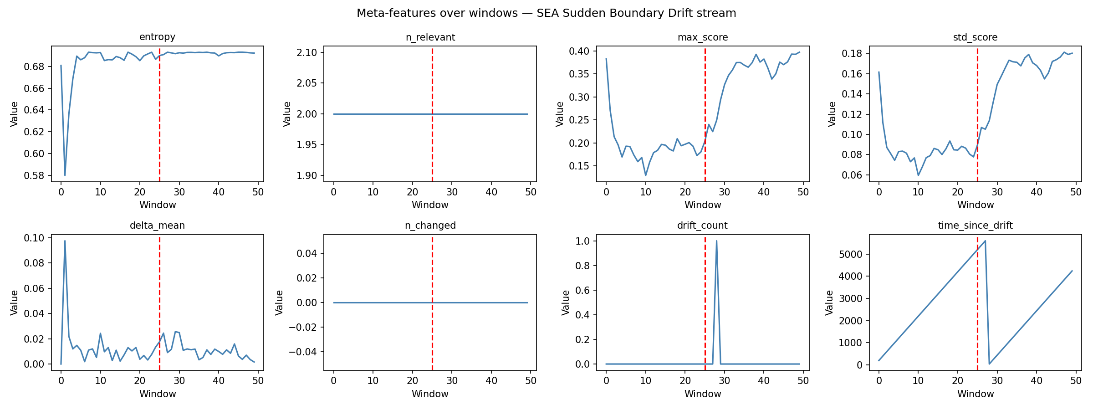 Meta-features over windows — SEA Sudden Boundary Drift stream
entropy
Value
0.68
0.66
0.64
0.62
0.60
0.58
0 10 20 30 40 50
Window
n_relevant
Value
2.10
2.05
2.00
1.95
1.90
0 10 20 30 40 50
Window
max_score
Value
0.40
0.35
0.30
0.25
0.20
0.15
0 10 20 30 40 50
Window
std_score
Value
0.18
0.16
0.14
0.12
0.10
0.08
0.06
0 10 20 30 40 50
Window
delta_mean
Value
0.10
0.08
0.06
0.04
0.02
0.00
0 10 20 30 40 50
Window
n_changed
Value
0.04
0.02
0.00
−0.02
−0.04
0 10 20 30 40 50
Window
drift_count
Value
1.0
0.8
0.6
0.4
0.2
0.0
0 10 20 30 40 50
Window
time_since_drift
Value
5000
4000
3000
2000
1000
0
0 10 20 30 40 50
Window